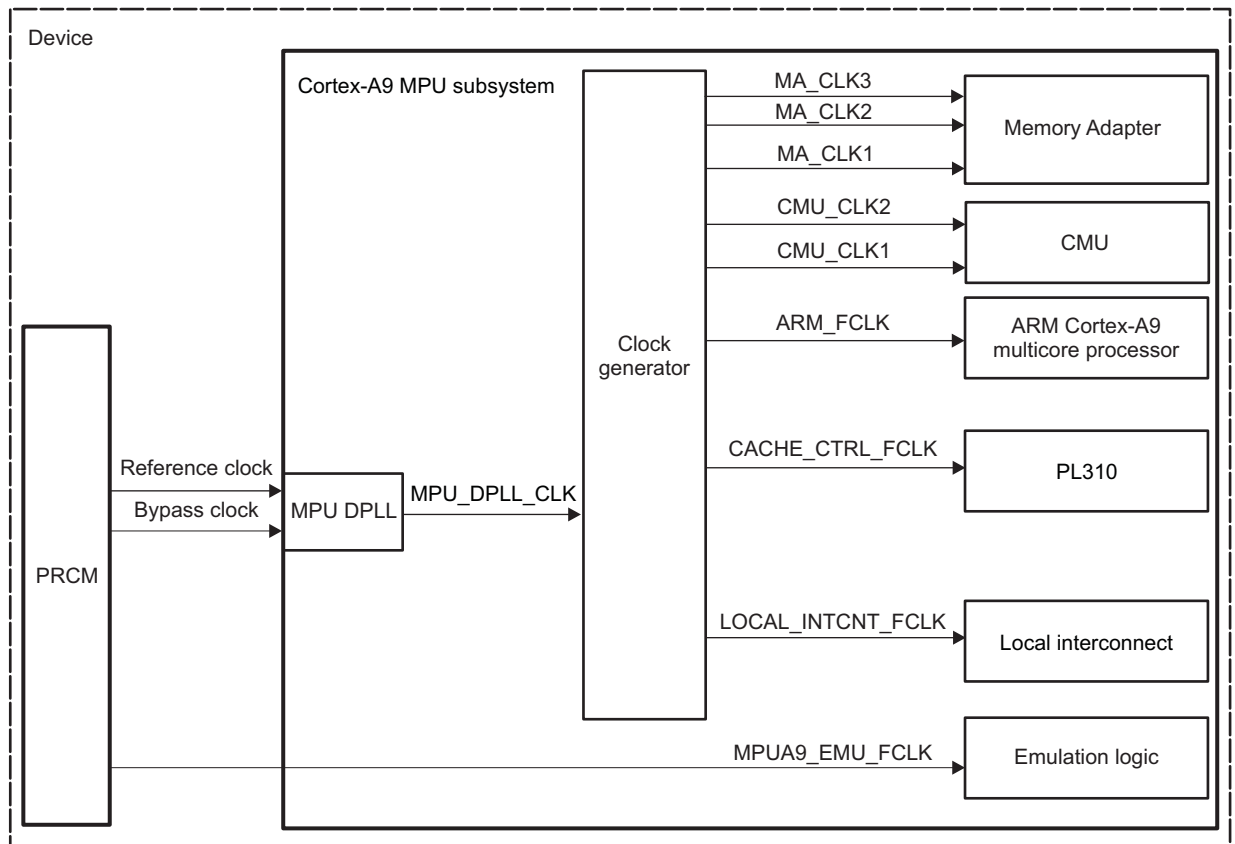 Device
Cortex-A9 MPU subsystem
MA_CLK3
MA_CLK2
MA_CLK1
Memory Adapter
CMU_CLK2
CMU_CLK1
CMU
ARM_FCLK
ARM Cortex-A9
multicore processor
Clock
generator
CACHE_CTRL_FCLK
PL310
Reference clock
Bypass clock
MPU DPLL
MPU_DPLL_CLK
PRCM
LOCAL_INTCNT_FCLK
Local interconnect
MPUA9_EMU_FCLK
Emulation logic